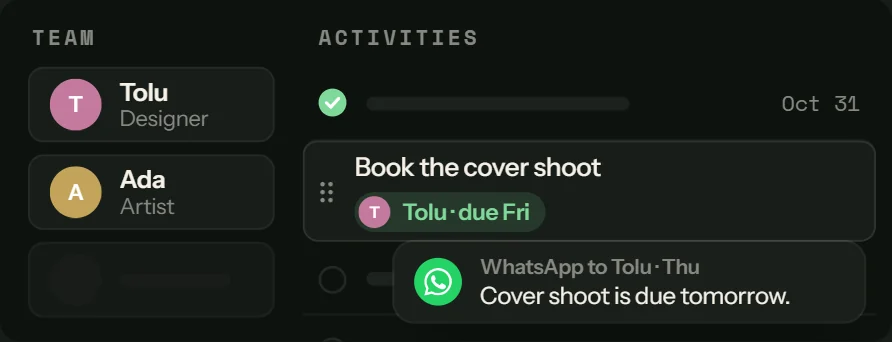 TEAM
T
Tolu
Designer
A
Ada
Artist
ACTIVITIES
Oct 31
Book the cover shoot
T
Tolu · due Fri
WhatsApp to Tolu · Thu
Cover shoot is due tomorrow.